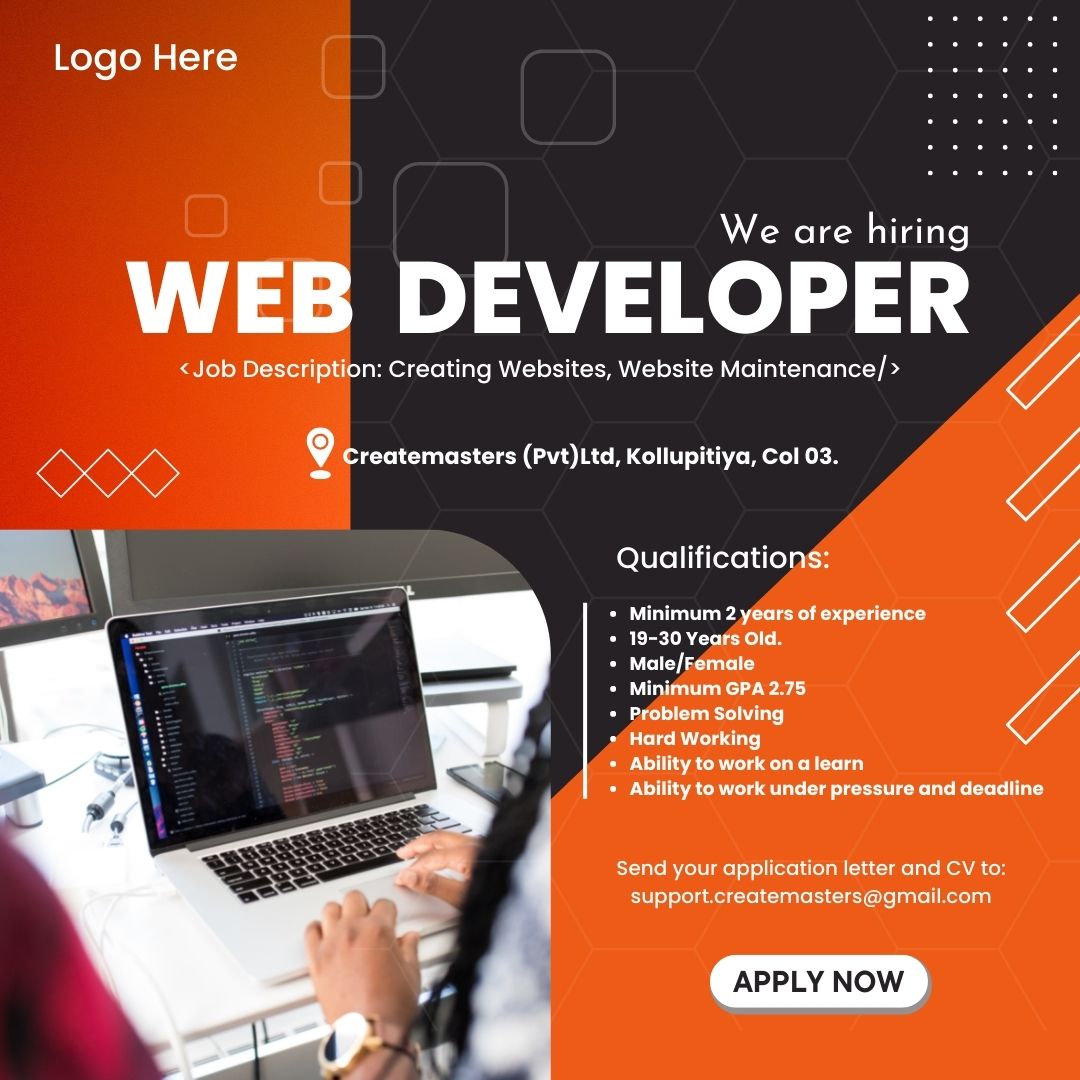 Logo Here
We are hiring
WEB DEVELOPER
<Job Description: Creating Websites, Website Maintenance/>
Createmasters (Pvt)Ltd, Kollupitiya, Col 03.
Qualifications:
• Minimum 2 years of experience
• 19-30 Years Old.
• Male/Female
• Minimum GPA 2.75
• Problem Solving
• Hard Working
• Ability to work on a learn
• Ability to work under pressure and deadline
Send your application letter and CV to:
support.createmasters@gmail.com
APPLY NOW